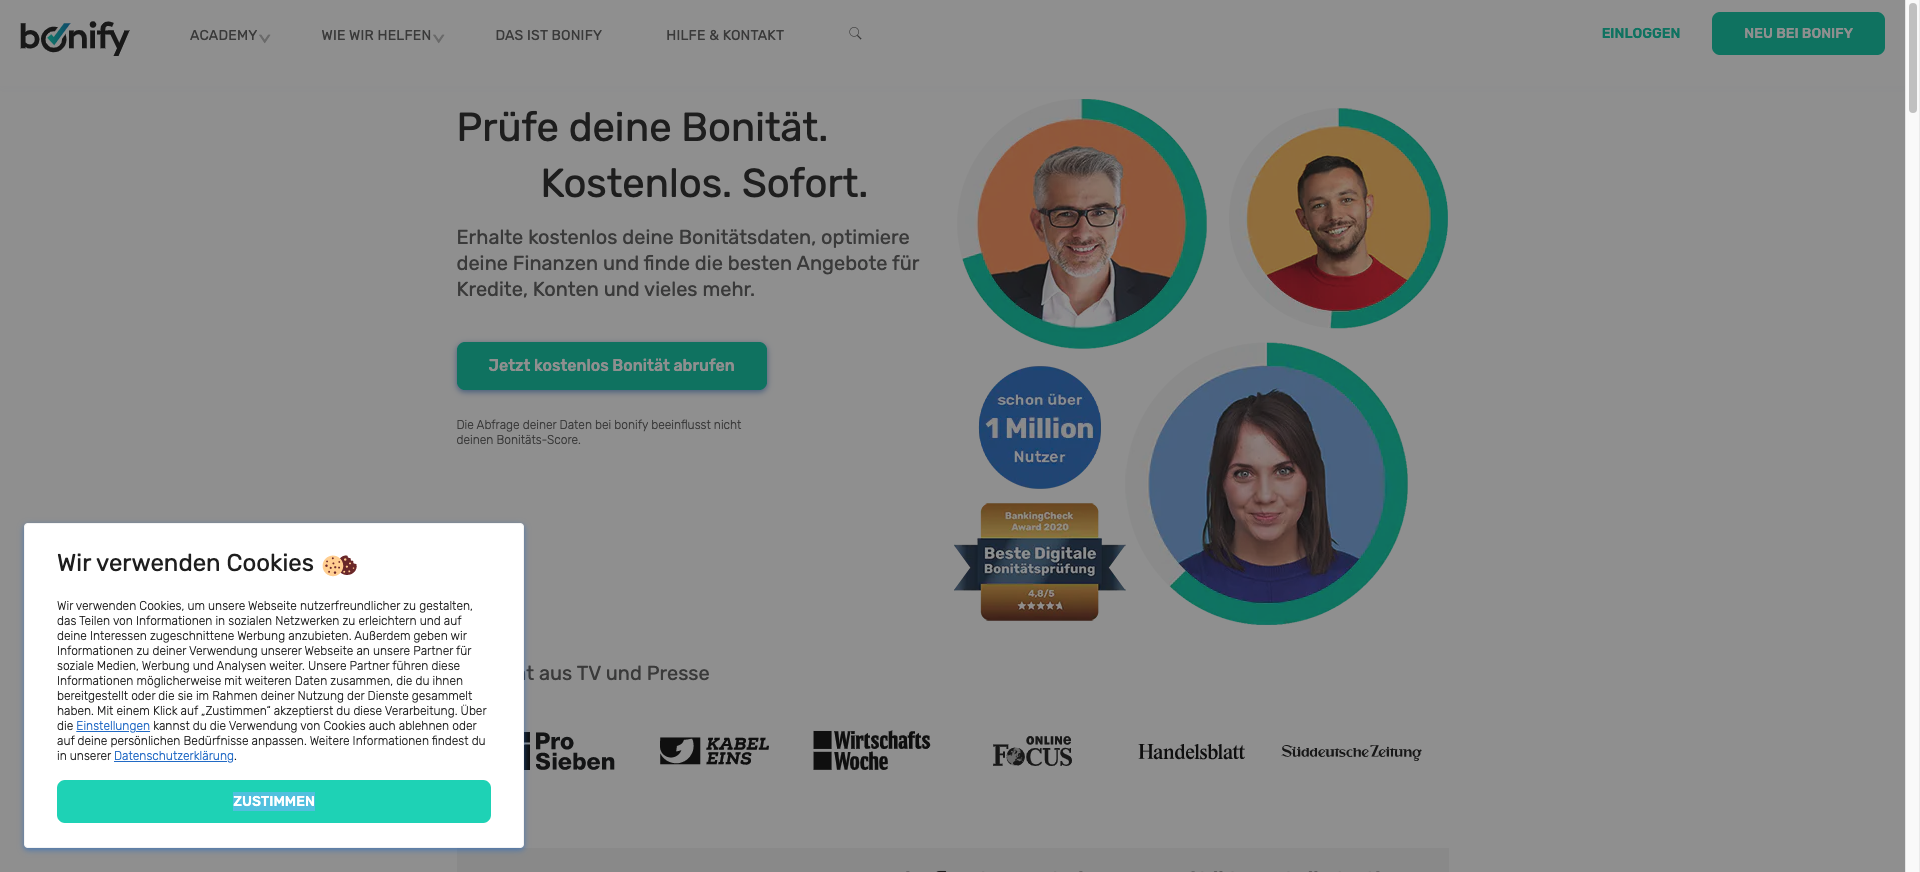 bonify
ACADEMY
WIE WIR HELFEN
DAS IST BONIFY
HILFE & KONTAKT
EINLOGGEN
NEU BEI BONIFY
Prüfe deine Bonität.
Kostenlos. Sofort.
Erhalte kostenlos deine Bonitätsdaten, optimiere
deine Finanzen und finde die besten Angebote für
Kredite, Konten und vieles mehr.
Jetzt kostenlos Bonität abrufen
Die Abfrage deiner Daten bei bonify beeinflusst nicht
deinen Bonitäts-Score.
schon über
1 Million
Nutzer
BankingCheck
Award 2020
Beste Digitale
Bonitätsprüfung
4,8/5
aus TV und Presse
Pro
Sieben
KABEL
EINS
Wirtschafts
Woche
FOCUS
ONLINE
Handelsblatt
Süddeutsche Zeitung
Wir verwenden Cookies
Wir verwenden Cookies, um unsere Webseite nutzerfreundlicher zu gestalten,
das Teilen von Informationen in sozialen Netzwerken zu erleichtern und auf
deine Interessen zugeschnittene Werbung anzubieten. Außerdem geben wir
Informationen zu deiner Verwendung unserer Webseite an unsere Partner für
soziale Medien, Werbung und Analysen weiter. Unsere Partner führen diese
Informationen möglicherweise mit weiteren Daten zusammen, die du ihnen
bereitgestellt oder die sie im Rahmen deiner Nutzung der Dienste gesammelt
haben. Mit einem Klick auf „Zustimmen“ akzeptierst du diese Verarbeitung. Über
die Einstellungen kannst du die Verwendung von Cookies auch ablehnen oder
auf deine persönlichen Bedürfnisse anpassen. Weitere Informationen findest du
in unserer Datenschutzerklärung.
ZUSTIMMEN